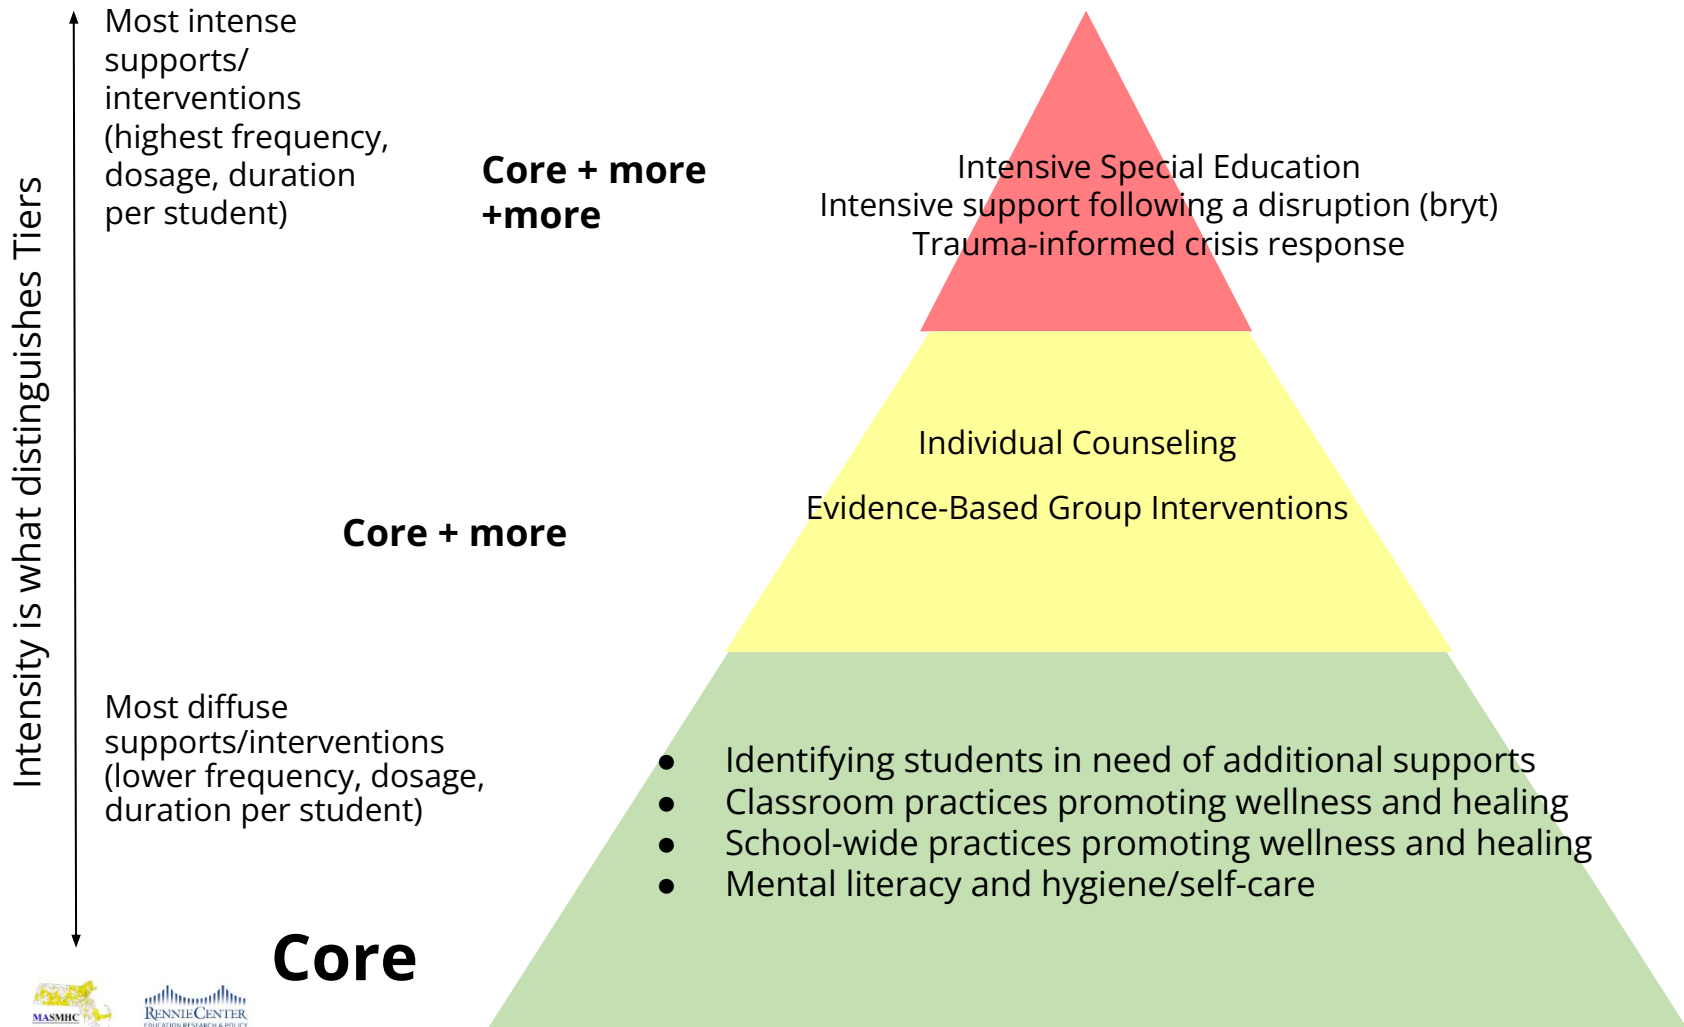 Most intense
supports/
interventions
(highest frequency,
dosage, duration
per student)
Core + more
+more
Intensive Special Education
Intensive support following a disruption (bryt)
Trauma-informed crisis response
Intensity is what distinguishes Tiers
Individual Counseling
Evidence-Based Group Interventions
Core + more
Most diffuse
supports/interventions
(lower frequency, dosage,
duration per student)
● Identifying students in need of additional supports
● Classroom practices promoting wellness and healing
● School-wide practices promoting wellness and healing
● Mental literacy and hygiene/self-care
Core
MASMHC
RENNIE CENTER
EDUCATION RESEARCH & POLICY